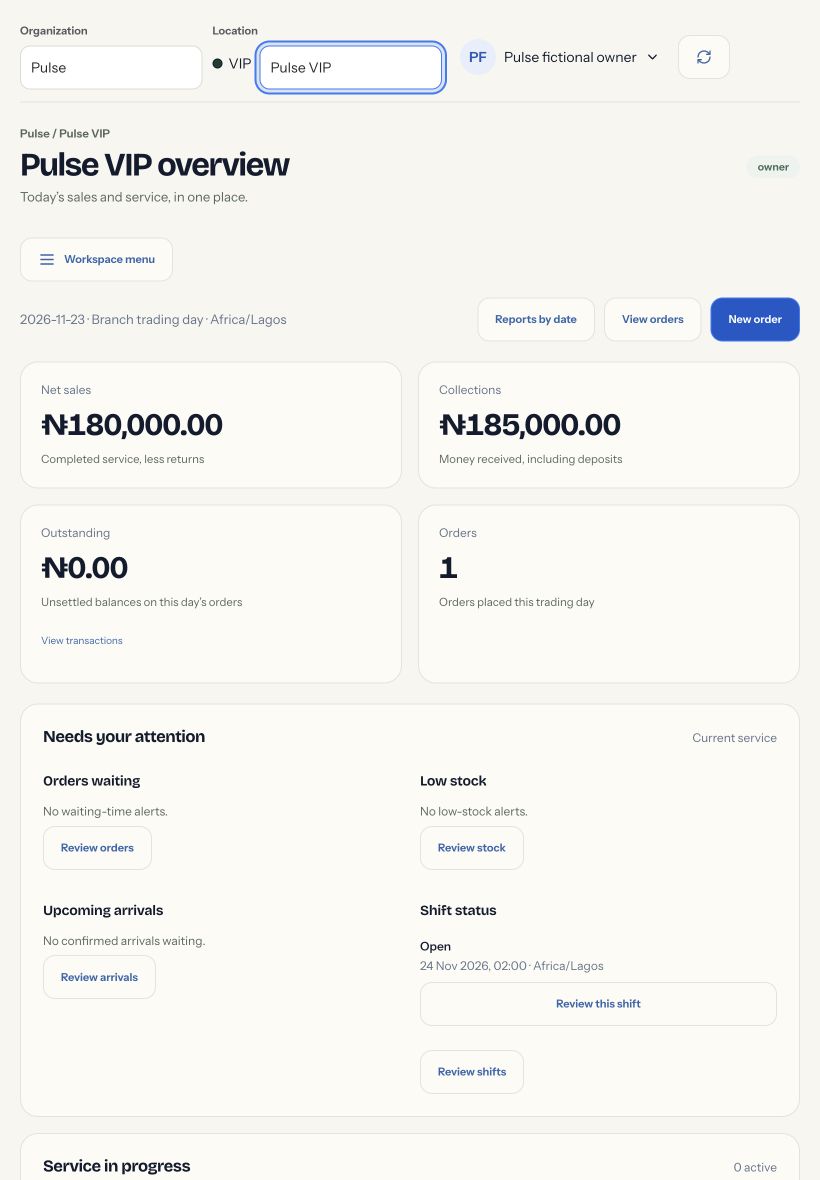 Organization
Location
Pulse
VIP
Pulse VIP
PF
Pulse fictional owner
Pulse / Pulse VIP
Pulse VIP overview
owner
Today's sales and service, in one place.
Workspace menu
2026-11-23 · Branch trading day · Africa/Lagos
Reports by date
View orders
New order
Net sales
₦180,000.00
Completed service, less returns
Collections
₦185,000.00
Money received, including deposits
Outstanding
₦0.00
Unsettled balances on this day's orders
View transactions
Orders
1
Orders placed this trading day
Needs your attention
Current service
Orders waiting
No waiting-time alerts.
Review orders
Low stock
No low-stock alerts.
Review stock
Upcoming arrivals
No confirmed arrivals waiting.
Review arrivals
Shift status
Open
24 Nov 2026, 02:00 · Africa/Lagos
Review this shift
Review shifts
Service in progress
0 active